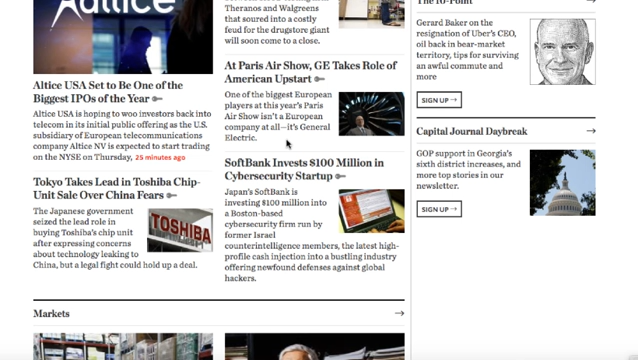 Altice
Altice USA Set to Be One of the
Biggest IPOs of the Year
Altice USA is hoping to woo investors back into
telecom in its initial public offering as the U.S.
subsidiary of European telecommunications
company Altice NV is expected to start trading
on the NYSE on Thursday, 25 minutes ago
Tokyo Takes Lead in Toshiba Chip-
Unit Sale Over China Fears
The Japanese government
seized the lead role in
buying Toshiba's chip unit
after expressing concerns
about technology leaking to
China, but a legal fight could hold up a deal.
TOSHIBA
Theranos and Walgreens
that soured into a costly
feud for the drugstore giant
will soon come to a close.
At Paris Air Show, GE Takes Role of
American Upstart
One of the biggest European
players at this year's Paris
Air Show isn't a European
company at all—it's General
Electric.
SoftBank Invests $100 Million in
Cybersecurity Startup
Japan's SoftBank is
investing $100 million into
a Boston-based
cybersecurity firm run by
former Israel
counterintelligence members, the latest high-
profile cash injection into a bustling industry
offering newfound defenses against global
hackers.
The 10-Point
Gerard Baker on the
resignation of Uber's CEO,
oil back in bear-market
territory, tips for surviving
an awful commute and
more
SIGN UP →
Capital Journal Daybreak →
GOP support in Georgia's
sixth district increases, and
more top stories in our
newsletter.
SIGN UP →
Markets →